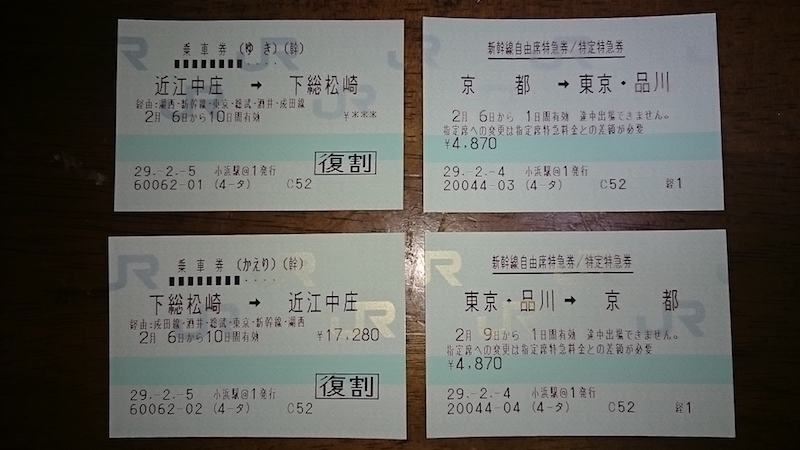 乗車券 (ゆき)(幹)
近江中庄 → 下総松崎
経由:湖西・新幹線・東京・総武・酒井・成田線
2月 6日から10日間有効 ¥***
復割
29.-2.-5 小浜駅@1発行
60062-01 (4-タ) C52
新幹線自由席特急券/特定特急券
京 都 → 東京・品川
2月 6日から 1日間有効 途中出場できません。
指定席への変更は指定席特急料金との差額が必要
¥4,870
29.-2.-4 小浜駅@1発行
20044-03 (4-タ) C52 1
乗車券 (かえり)(幹)
下総松崎 → 近江中庄
経由:成田線・酒井・総武・東京・新幹線・湖西
2月 6日から10日間有効 ¥17,280
復割
29.-2.-5 小浜駅@1発行
60062-02 (4-タ) C52
新幹線自由席特急券/特定特急券
東京・品川 → 京 都
2月 9日から 1日間有効 途中出場できません。
指定席への変更は指定席特急料金との差額が必要
¥4,870
29.-2.-4 小浜駅@1発行
20044-04 (4-タ) C52 1